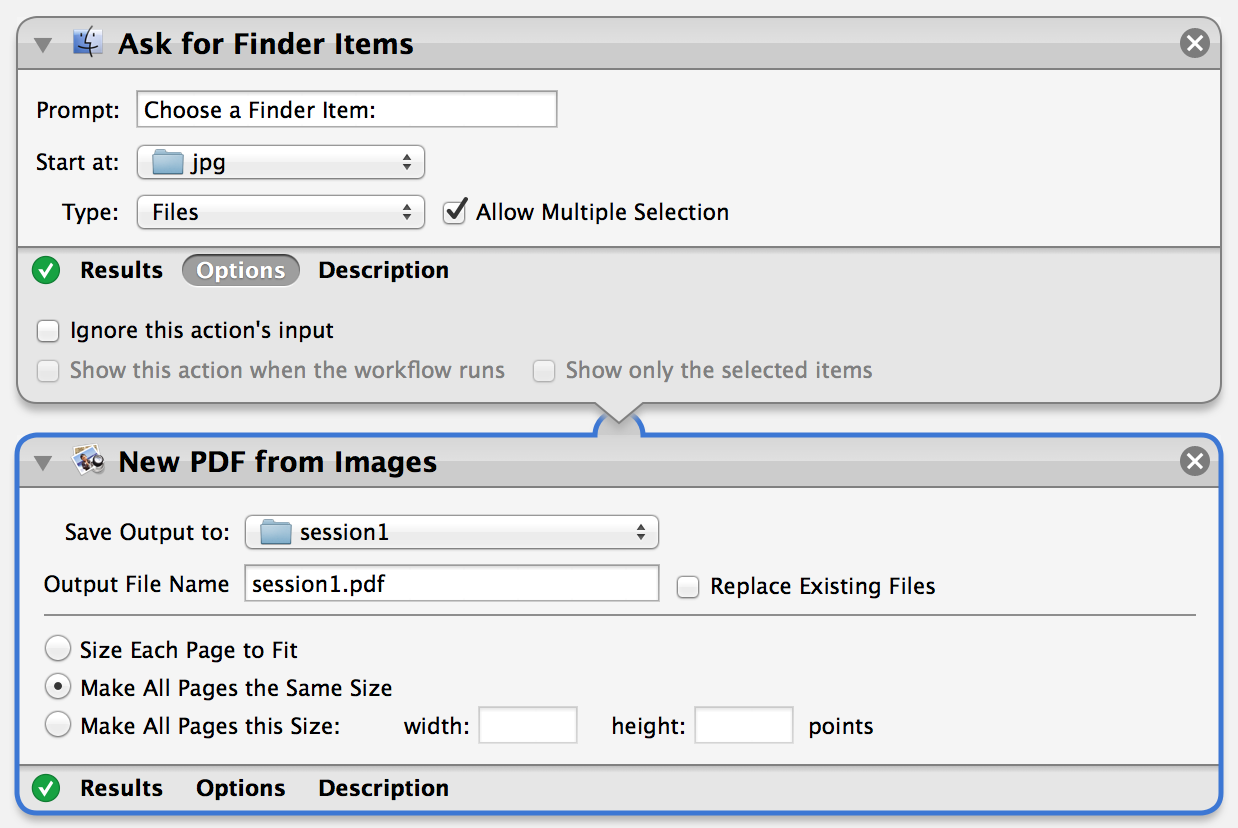 Ask for Finder Items
Prompt: Choose a Finder Item:
Start at: jpg
Type: Files Allow Multiple Selection
Results Options Description
Ignore this action's input
Show this action when the workflow runs Show only the selected items
New PDF from Images
Save Output to: session1
Output File Name session1.pdf Replace Existing Files
Size Each Page to Fit
Make All Pages the Same Size
Make All Pages this Size: width: height: points
Results Options Description